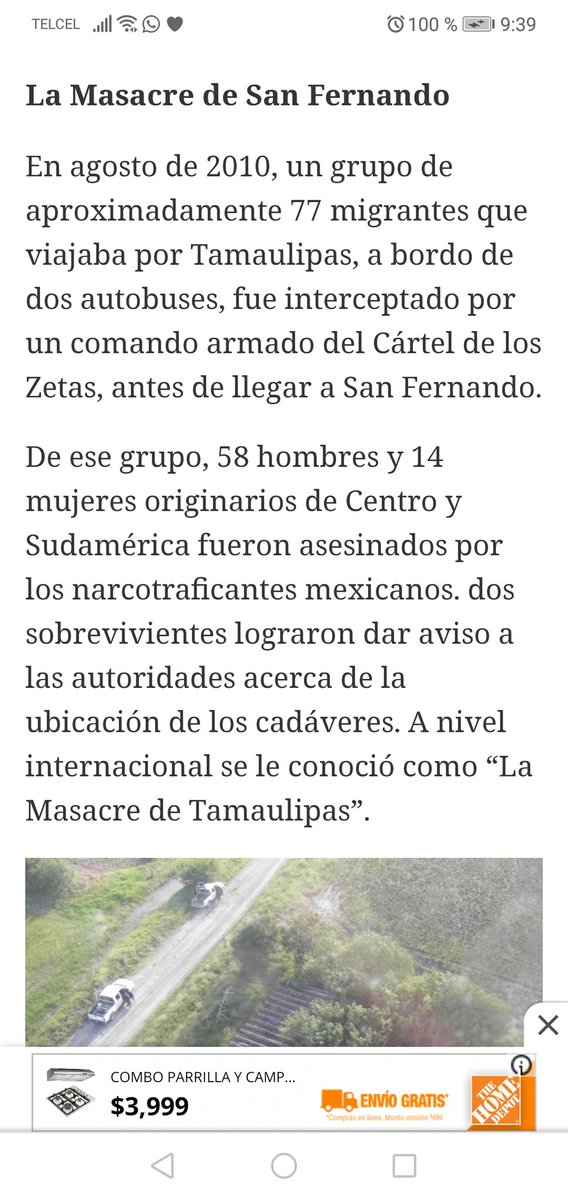 TELCEL 100 % 9:39
La Masacre de San Fernando
En agosto de 2010, un grupo de
aproximadamente 77 migrantes que
viajaba por Tamaulipas, a bordo de
dos autobuses, fue interceptado por
un comando armado del Cártel de los
Zetas, antes de llegar a San Fernando.
De ese grupo, 58 hombres y 14
mujeres originarios de Centro y
Sudamérica fueron asesinados por
los narcotraficantes mexicanos. dos
sobrevivientes lograron dar aviso a
las autoridades acerca de la
ubicación de los cadáveres. A nivel
internacional se le conoció como “La
Masacre de Tamaulipas”.
COMBO PARRILLA Y CAMP...
$3,999
ENVÍO GRATIS*
*Compras en línea. Monto mínimo $499
THE
HOME
DEPOT